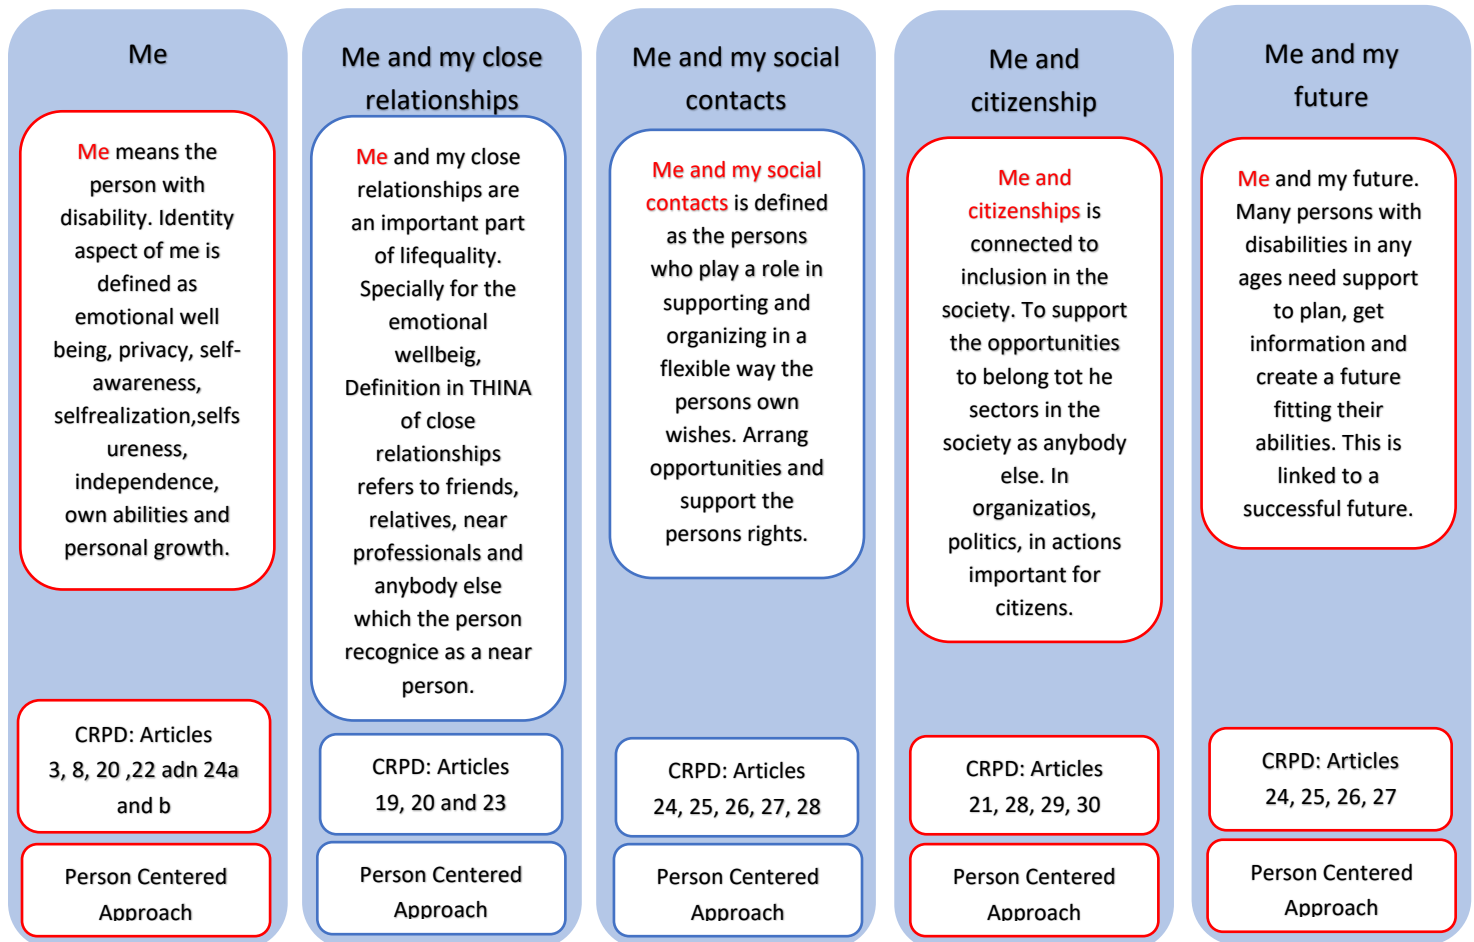 Me
Me means the
person with
disability. Identity
aspect of me is
defined as
emotional well
being, privacy, self-
awareness,
selfrealization,selfs
ureness,
independence,
own abilities and
personal growth.
CRPD: Articles
3, 8, 20 ,22 adn 24a
and b
Person Centered
Approach
Me and my close
relationships
Me and my close
relationships are
an important part
of lifequality.
Specially for the
emotional
wellbeig,
Definition in THINA
of close
relationships
refers to friends,
relatives, near
professionals and
anybody else
which the person
recognice as a near
person.
CRPD: Articles
19, 20 and 23
Person Centered
Approach
Me and my social
contacts
Me and my social
contacts is defined
as the persons
who play a role in
supporting and
organizing in a
flexible way the
persons own
wishes. Arrang
opportunities and
support the
persons rights.
CRPD: Articles
24, 25, 26, 27, 28
Person Centered
Approach
Me and
citizenship
Me and
citizenships is
connected to
inclusion in the
society. To support
the opportunities
to belong tot he
sectors in the
society as anybody
else. In
organizatios,
politics, in actions
important for
citizens.
CRPD: Articles
21, 28, 29, 30
Person Centered
Approach
Me and my
future
Me and my future.
Many persons with
disabilities in any
ages need support
to plan, get
information and
create a future
fitting their
abilities. This is
linked to a
successful future.
CRPD: Articles
24, 25, 26, 27
Person Centered
Approach